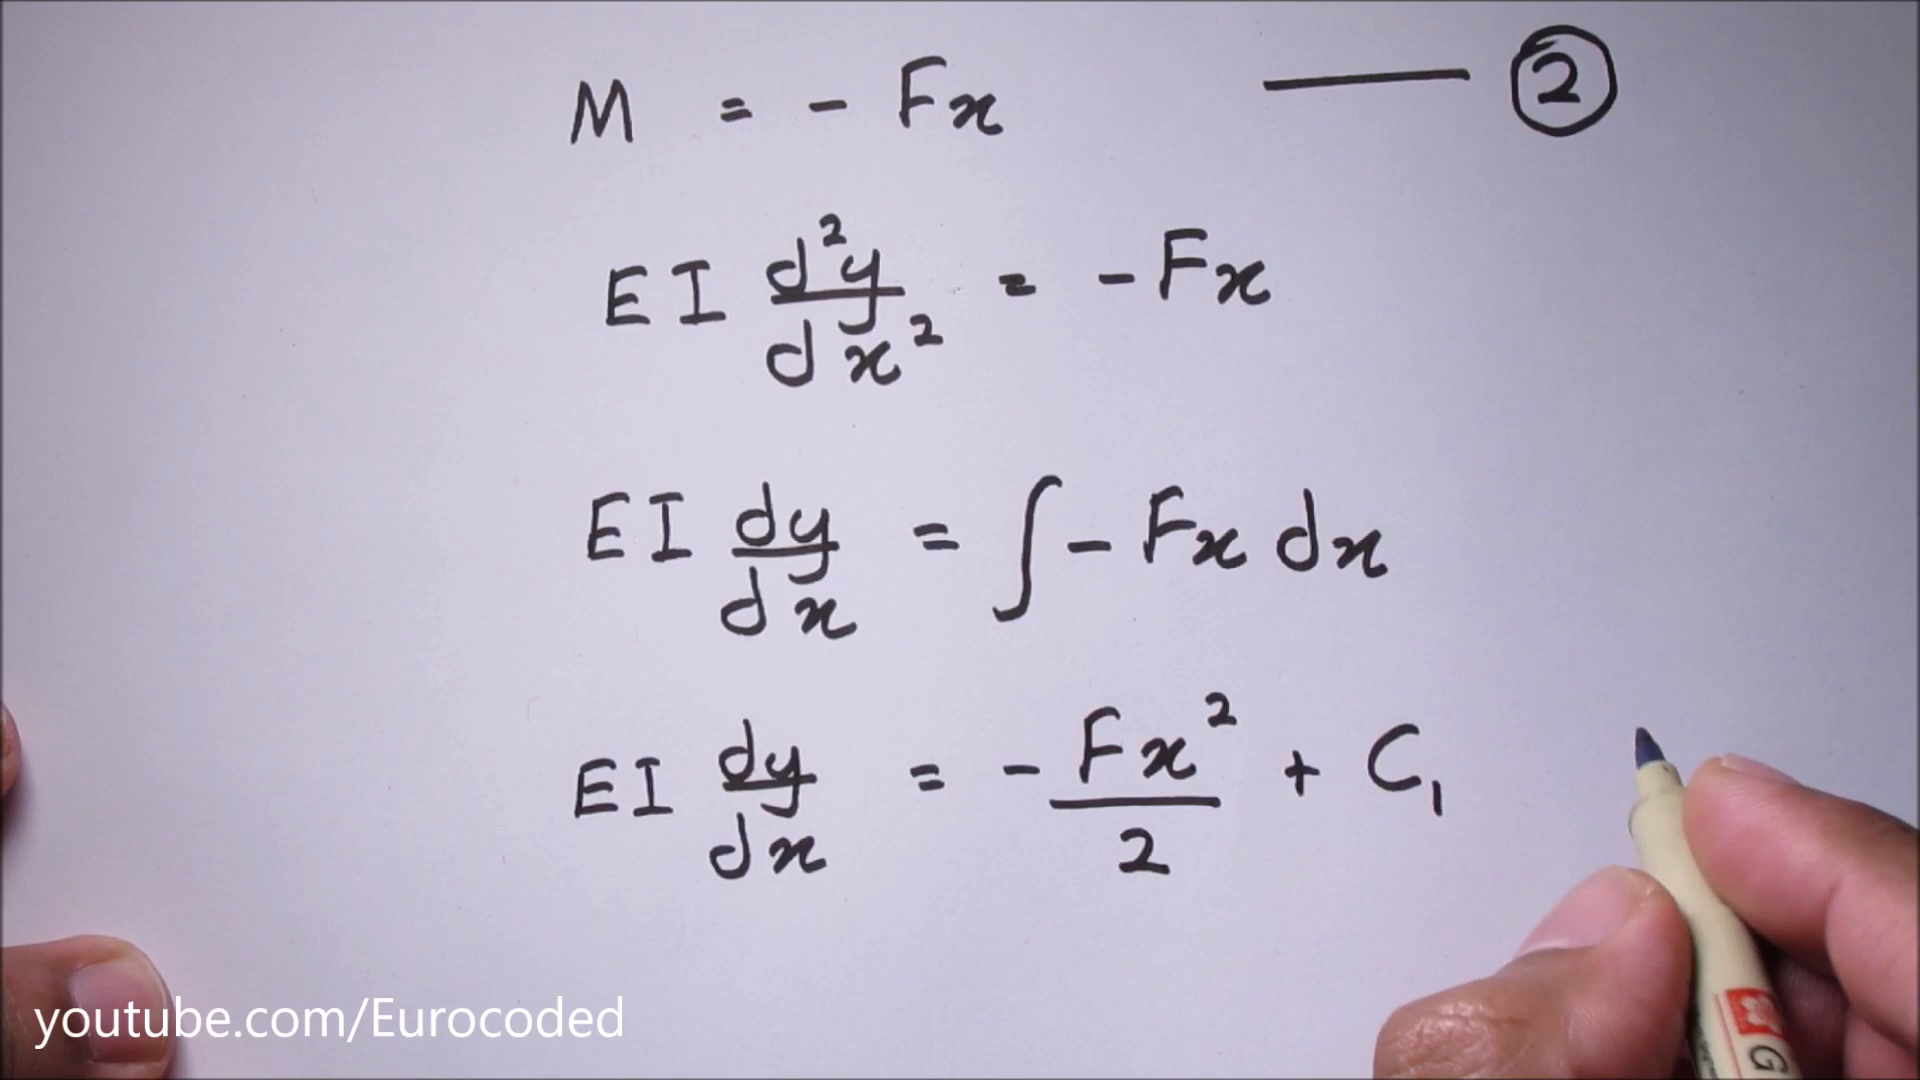 M = - Fx —— ②
EI d²y/dx² = - Fx
EI dy/dx = ∫ - Fx dx
EI dy/dx = - Fx²/2 + C₁
youtube.com/Eurocoded
G